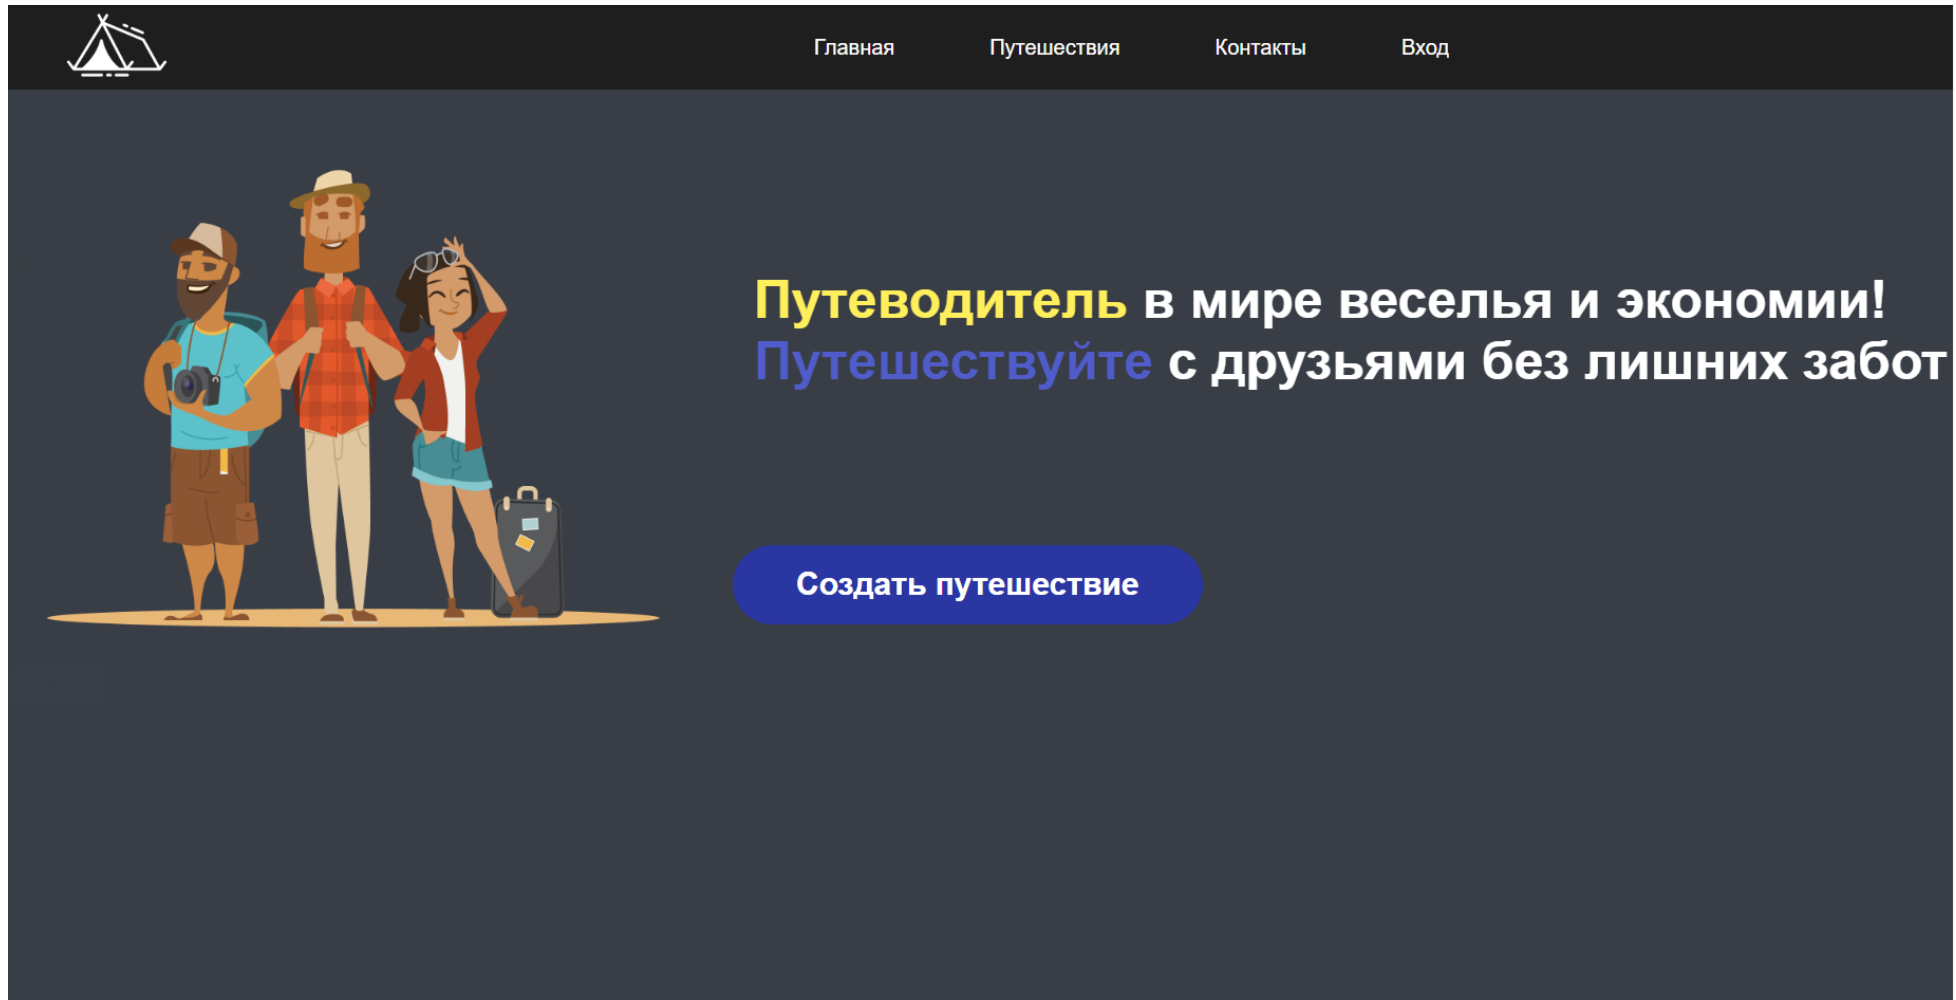 Главная Путешествия Контакты Вход
Путеводитель в мире веселья и экономии!
Путешествуйте с друзьями без лишних забот
Создать путешествие